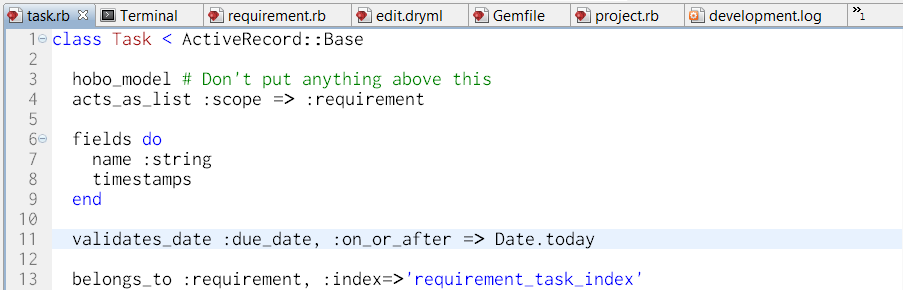 task.rb Terminal requirement.rb edit.dryml Gemfile project.rb development.log »1
1 class Task < ActiveRecord::Base
2
3 hobo_model # Don't put anything above this
4 acts_as_list :scope => :requirement
5
6 fields do
7 name :string
8 timestamps
9 end
10
11 validates_date :due_date, :on_or_after => Date.today
12
13 belongs_to :requirement, :index=>'requirement_task_index'